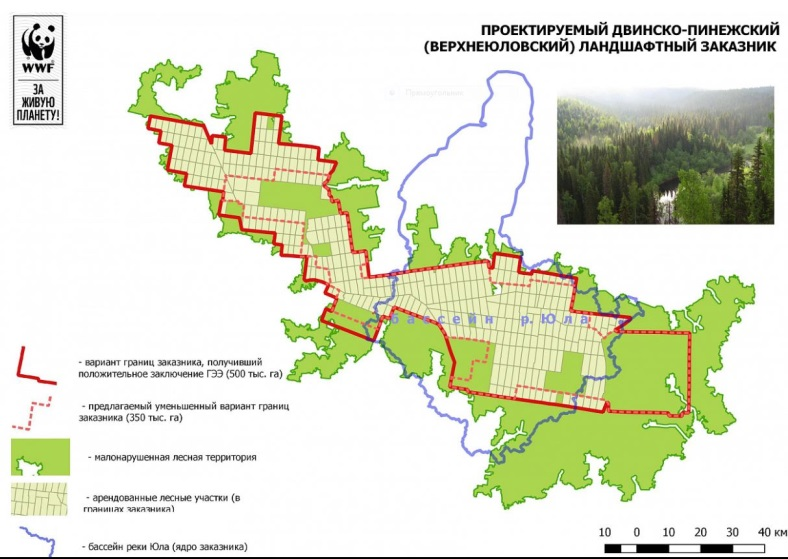 ПРОЕКТИРУЕМЫЙ ДВИНСКО-ПИНЕЖСКИЙ
(ВЕРХНЕЮЛОВСКИЙ) ЛАНДШАФТНЫЙ ЗАКАЗНИК
WWF
ЗА
ЖИВУЮ
ПЛАНЕТУ!
бассейн р.Юла
- вариант границ заказника, получивший
положительное заключение ГЭЭ (500 тыс. га)
- предлагаемый уменьшенный вариант границ
заказника (350 тыс. га)
- малонарушенная лесная территория
- арендованные лесные участки (в
границах заказника)
- бассейн реки Юла (ядро заказника)
10 0 10 20 30 40 км